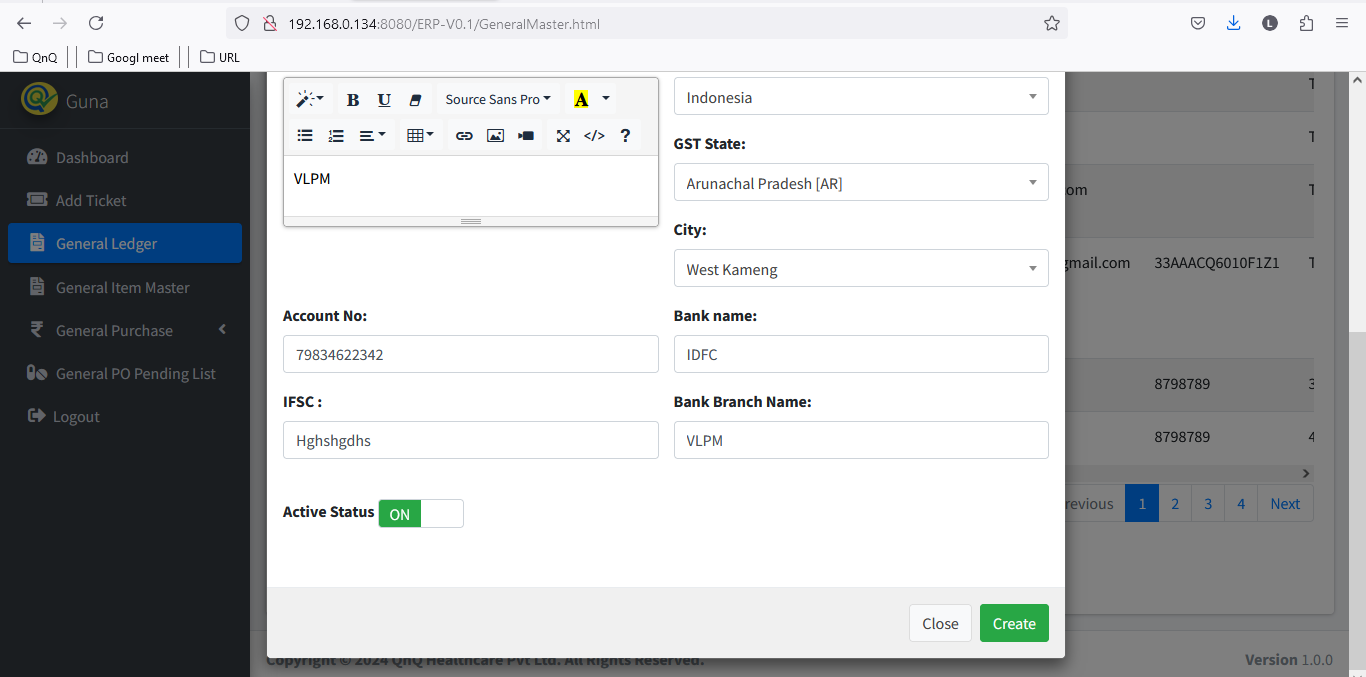 192.168.0.134:8080/ERP-V0.1/GeneralMaster.html
L
QnQ Googl meet URL
Guna
Dashboard
Add Ticket
General Ledger
General Item Master
General Purchase
General PO Pending List
Logout
B U Source Sans Pro A
</> ?
VLPM
Indonesia
GST State:
Arunachal Pradesh [AR]
City:
West Kameng
Account No: Bank name:
79834622342 IDFC
IFSC : Bank Branch Name:
Hghshgdhs VLPM
Active Status ON
Close Create
om
gmail.com 33AAACQ6010F1Z1
8798789 3
8798789 4
revious 1 2 3 4 Next
Copyright © 2024 QnQ Healthcare Pvt Ltd. All Rights Reserved.
Version 1.0.0